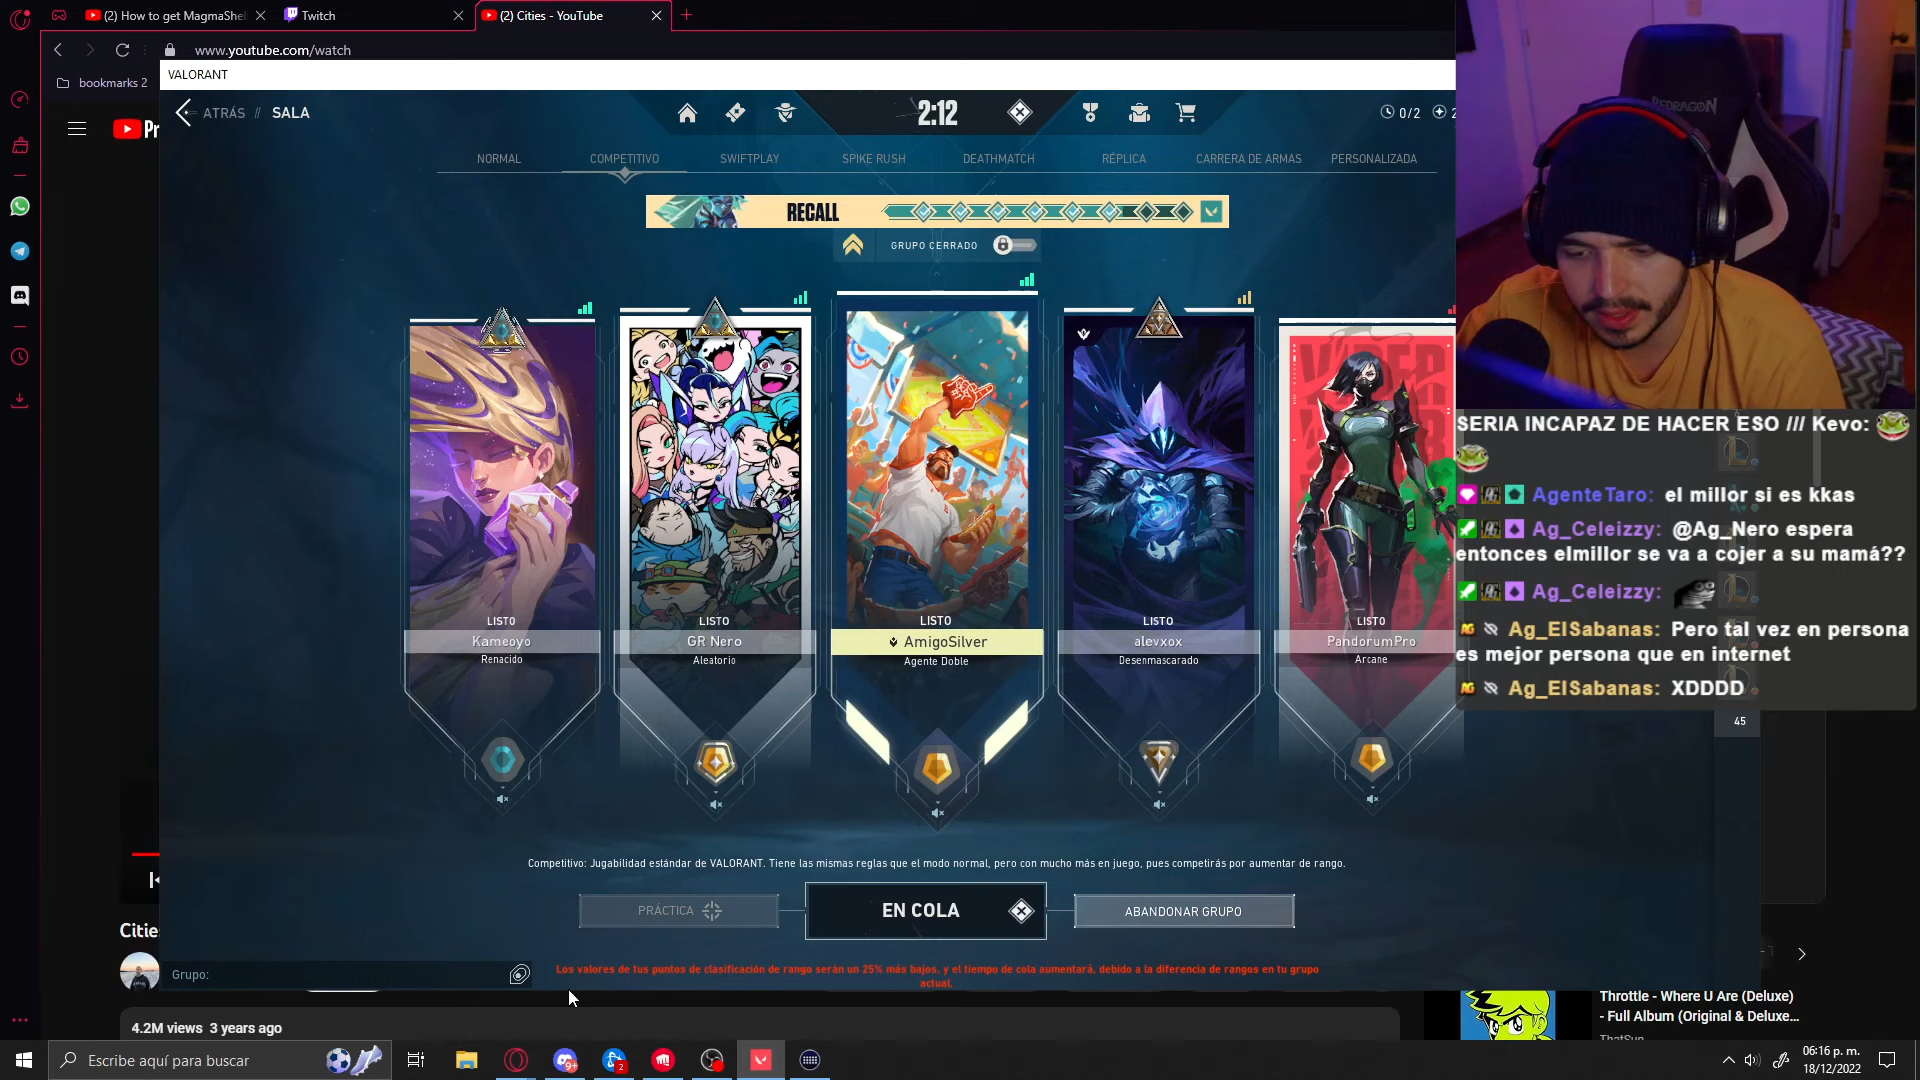 (2) How to get MagmaShel
Twitch
(2) Cities - YouTube
www.youtube.com/watch
bookmarks 2
VALORANT
Pr
ATRÁS // SALA
2:12
0/2
2
NORMAL
COMPETITIVO
SWIFTPLAY
SPIKE RUSH
DEATHMATCH
RÉPLICA
CARRERA DE ARMAS
PERSONALIZADA
RECALL
GRUPO CERRADO
REDRAGON
VIPER
LISTO
Kameoyo
Renacido
LISTO
GR Nero
Aleatorio
LISTO
AmigoSilver
Agente Doble
LISTO
alevxox
Desenmascarado
LISTO
PandorumPro
Arcane
SERIA INCAPAZ DE HACER ESO /// Kevo:
AgenteTaro: el millor si es kkas
Ag_Celeizzy: @Ag_Nero espera
entonces elmillor se va a cojer a su mamá??
Ag_Celeizzy:
Ag_ElSabanas: Pero tal vez en persona
es mejor persona que en internet
Ag_ElSabanas: XDDDD
45
Competitivo: Jugabilidad estándar de VALORANT. Tiene las mismas reglas que el modo normal, pero con mucho más en juego, pues competirás por aumentar de rango.
PRÁCTICA
EN COLA
ABANDONAR GRUPO
Citie
Grupo:
Los valores de tus puntos de clasificación de rango serán un 25% más bajos, y el tiempo de cola aumentará, debido a la diferencia de rangos en tu grupo
actual.
Throttle - Where U Are (Deluxe)
- Full Album (Original & Deluxe...
ThatSun
4.2M views 3 years ago
Escribe aquí para buscar
9+
2
06:16 p. m.
18/12/2022